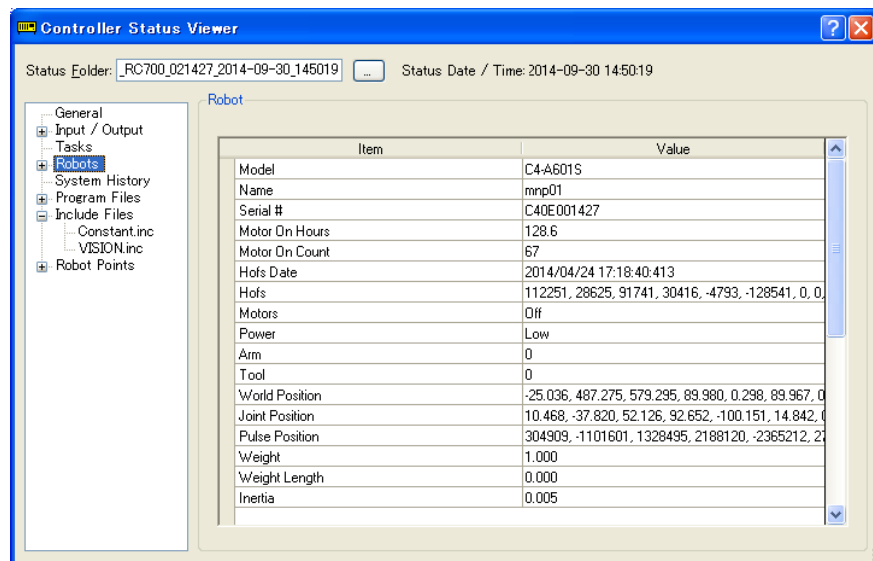 Controller Status Viewer
Status Folder: _RC700_021427_2014-09-30_145019 ... Status Date / Time: 2014-09-30 14:50:19
General
Input / Output
Tasks
Robots
System History
Program Files
Include Files
Constant.inc
VISION.inc
Robot Points
Robot
Item Value
Model C4-A601S
Name mnp01
Serial # C40E001427
Motor On Hours 128.6
Motor On Count 67
Hofs Date 2014/04/24 17:18:40:413
Hofs 112251, 28625, 91741, 30416, -4793, -128541, 0, 0,
Motors Off
Power Low
Arm 0
Tool 0
World Position -25.036, 487.275, 579.295, 89.980, 0.298, 89.967, 0
Joint Position 10.468, -37.820, 52.126, 92.652, -100.151, 14.842,
Pulse Position 304909, -1101601, 1328495, 2188120, -2365212,
Weight 1.000
Weight Length 0.000
Inertia 0.005